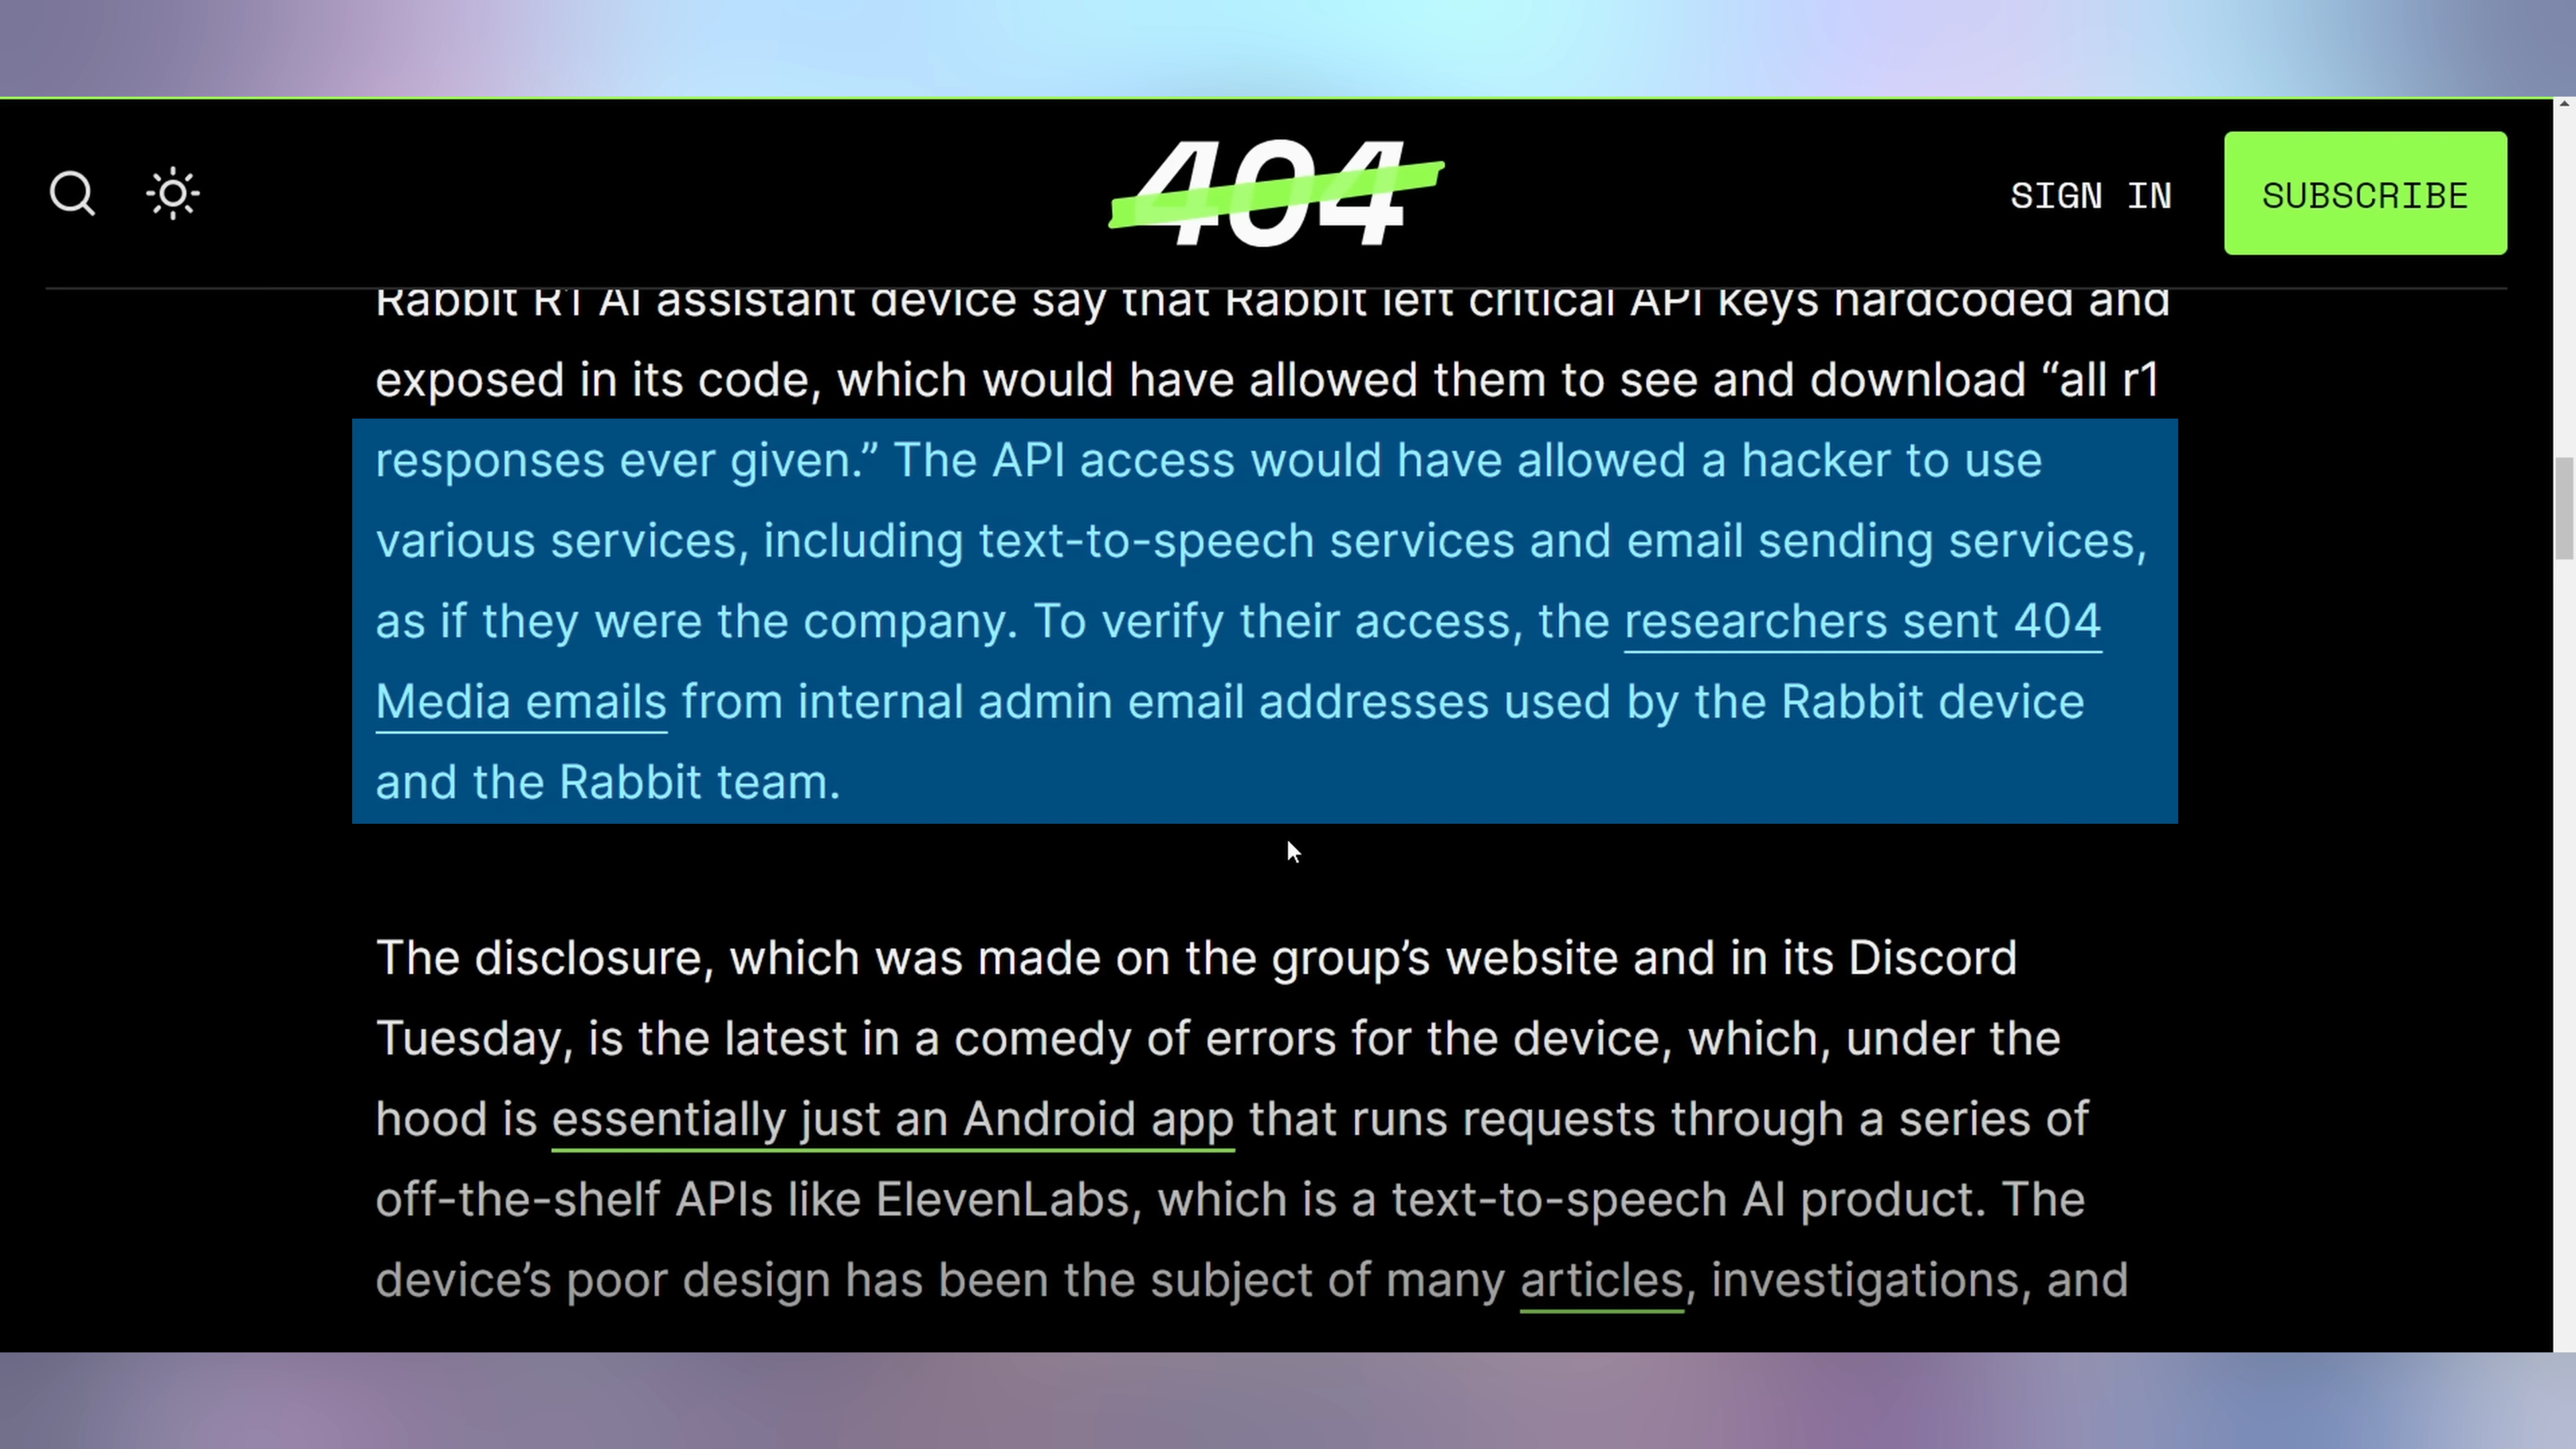 404
SIGN IN
SUBSCRIBE
Rabbit R1 AI assistant device say that Rabbit left critical API keys hardcoded and
exposed in its code, which would have allowed them to see and download “all r1
responses ever given.” The API access would have allowed a hacker to use
various services, including text-to-speech services and email sending services,
as if they were the company. To verify their access, the researchers sent 404
Media emails from internal admin email addresses used by the Rabbit device
and the Rabbit team.
The disclosure, which was made on the group’s website and in its Discord
Tuesday, is the latest in a comedy of errors for the device, which, under the
hood is essentially just an Android app that runs requests through a series of
off-the-shelf APIs like ElevenLabs, which is a text-to-speech AI product. The
device’s poor design has been the subject of many articles, investigations, and